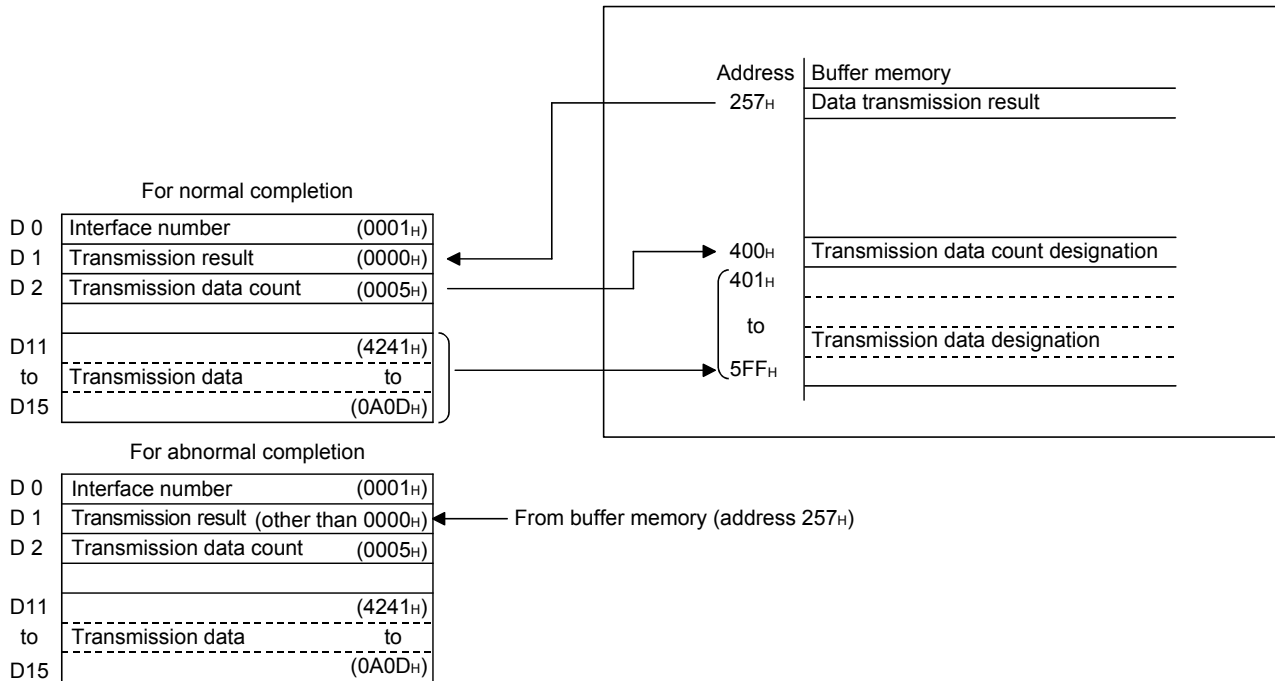 Address Buffer memory
257H Data transmission result
For normal completion
D 0 Interface number (0001H)
D 1 Transmission result (0000H)
400H Transmission data count designation
D 2 Transmission data count (0005H)
401H
to
Transmission data designation
5FFH
D11 (4241H)
to Transmission data to
D15 (0A0DH)
For abnormal completion
D 0 Interface number (0001H)
D 1 Transmission result (other than 0000H) From buffer memory (address 257H)
D 2 Transmission data count (0005H)
D11 (4241H)
to Transmission data to
D15 (0A0DH)